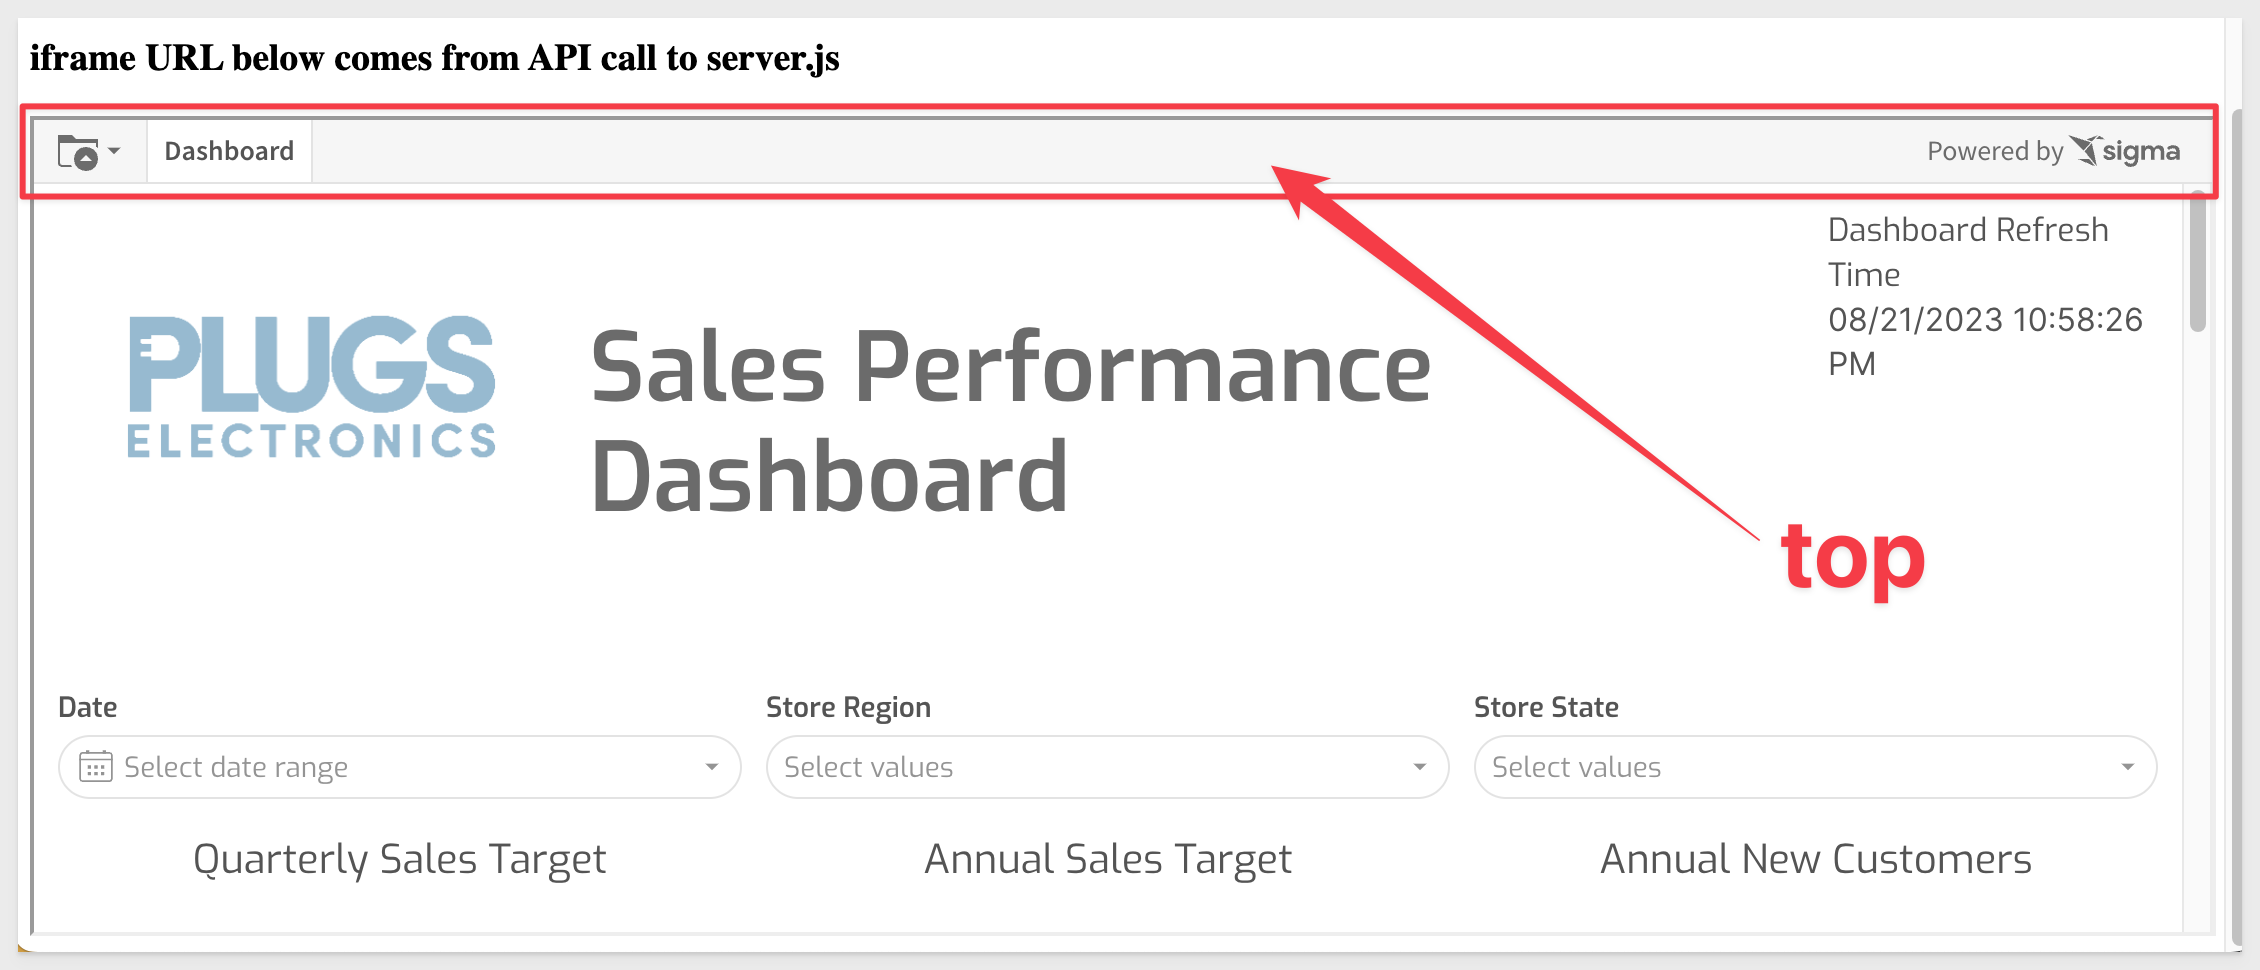 iframe URL below comes from API call to server.js
Dashboard
Powered by sigma
Dashboard Refresh
Time
08/21/2023 10:58:26
PM
PLUGS
ELECTRONICS
Sales Performance
Dashboard
top
Date
Store Region
Store State
Select date range
Select values
Select values
Quarterly Sales Target
Annual Sales Target
Annual New Customers